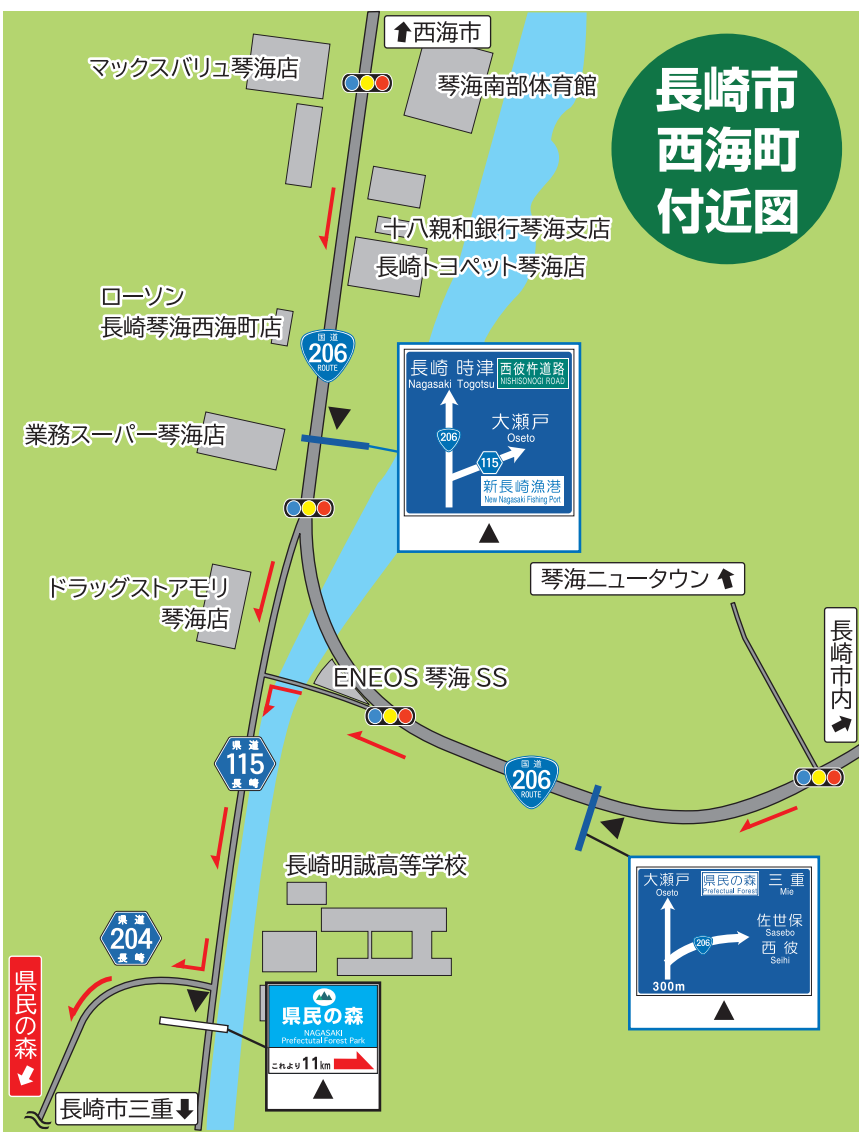 西海市
マックスバリュ琴海店
琴海南部体育館
長崎市
西海町
付近図
十八親和銀行琴海支店
長崎トヨペット琴海店
ローソン
長崎琴海西海町店
国道
206
ROUTE
長崎 時津
Nagasaki Togotsu
西彼杵道路
NISHISONOGI ROAD
大瀬戸
Oseto
206
115
新長崎漁港
New Nagasaki Fishing Port
業務スーパー琴海店
琴海ニュータウン
ドラッグストアモリ
琴海店
長崎市内
ENEOS 琴海 SS
県道
115
長崎
国道
206
ROUTE
長崎明誠高等学校
大瀬戸
Oseto
県民の森
Prefectual Forest
三重
Mie
佐世保
Sasebo
西彼
Seihi
206
300m
県道
204
長崎
県民の森
県民の森
NAGASAKI
Prefectutal Forest Park
これより11km
長崎市三重